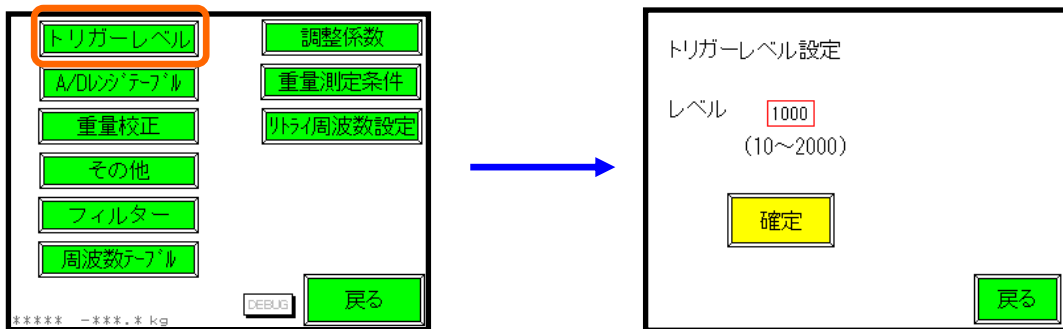 トリガーレベル
調整係数
A/Dﾚﾝｼﾞﾃｰﾌﾞﾙ
重量測定条件
重量校正
ﾘﾄﾗｲ周波数設定
その他
フィルター
周波数ﾃｰﾌﾞﾙ
DEBUG
戻る
***** -***.* kg
トリガーレベル設定
レベル 1000
(10～2000)
確定
戻る